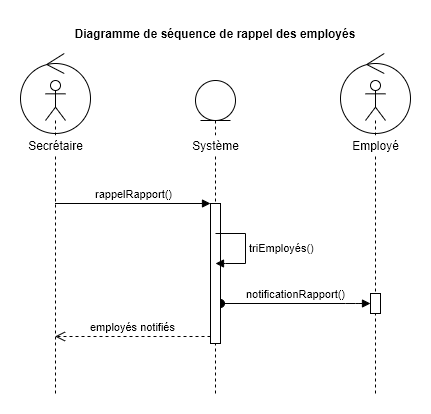 Diagramme de séquence de rappel des employés
Secrétaire
Système
Employé
rappelRapport()
triEmployés()
notificationRapport()
employés notifiés